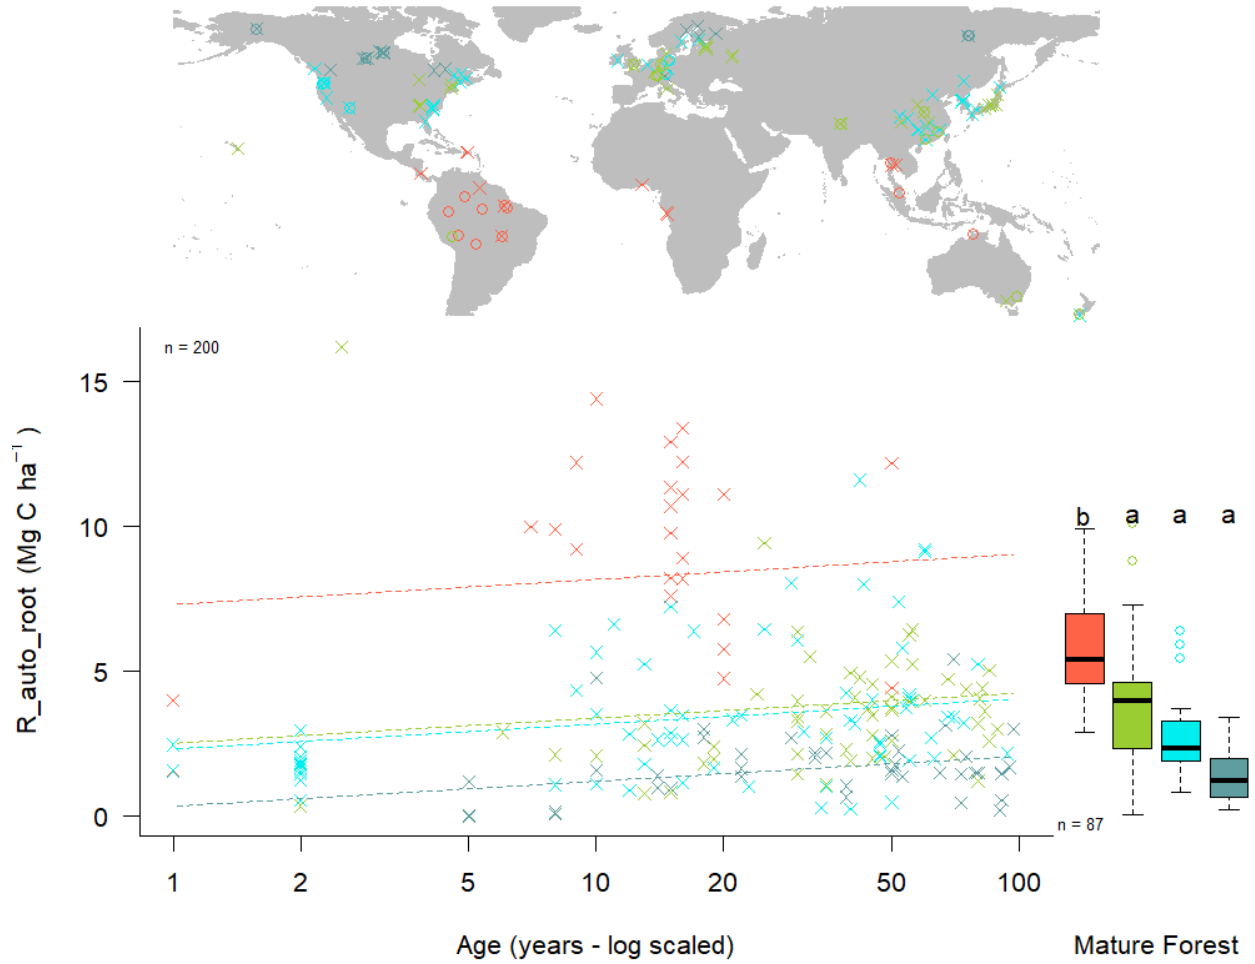 n = 200
15
10
5
0
R_auto_root (Mg C ha⁻¹ )
b a a a
n = 87
1 2 5 10 20 50 100
Age (years - log scaled)
Mature Forest